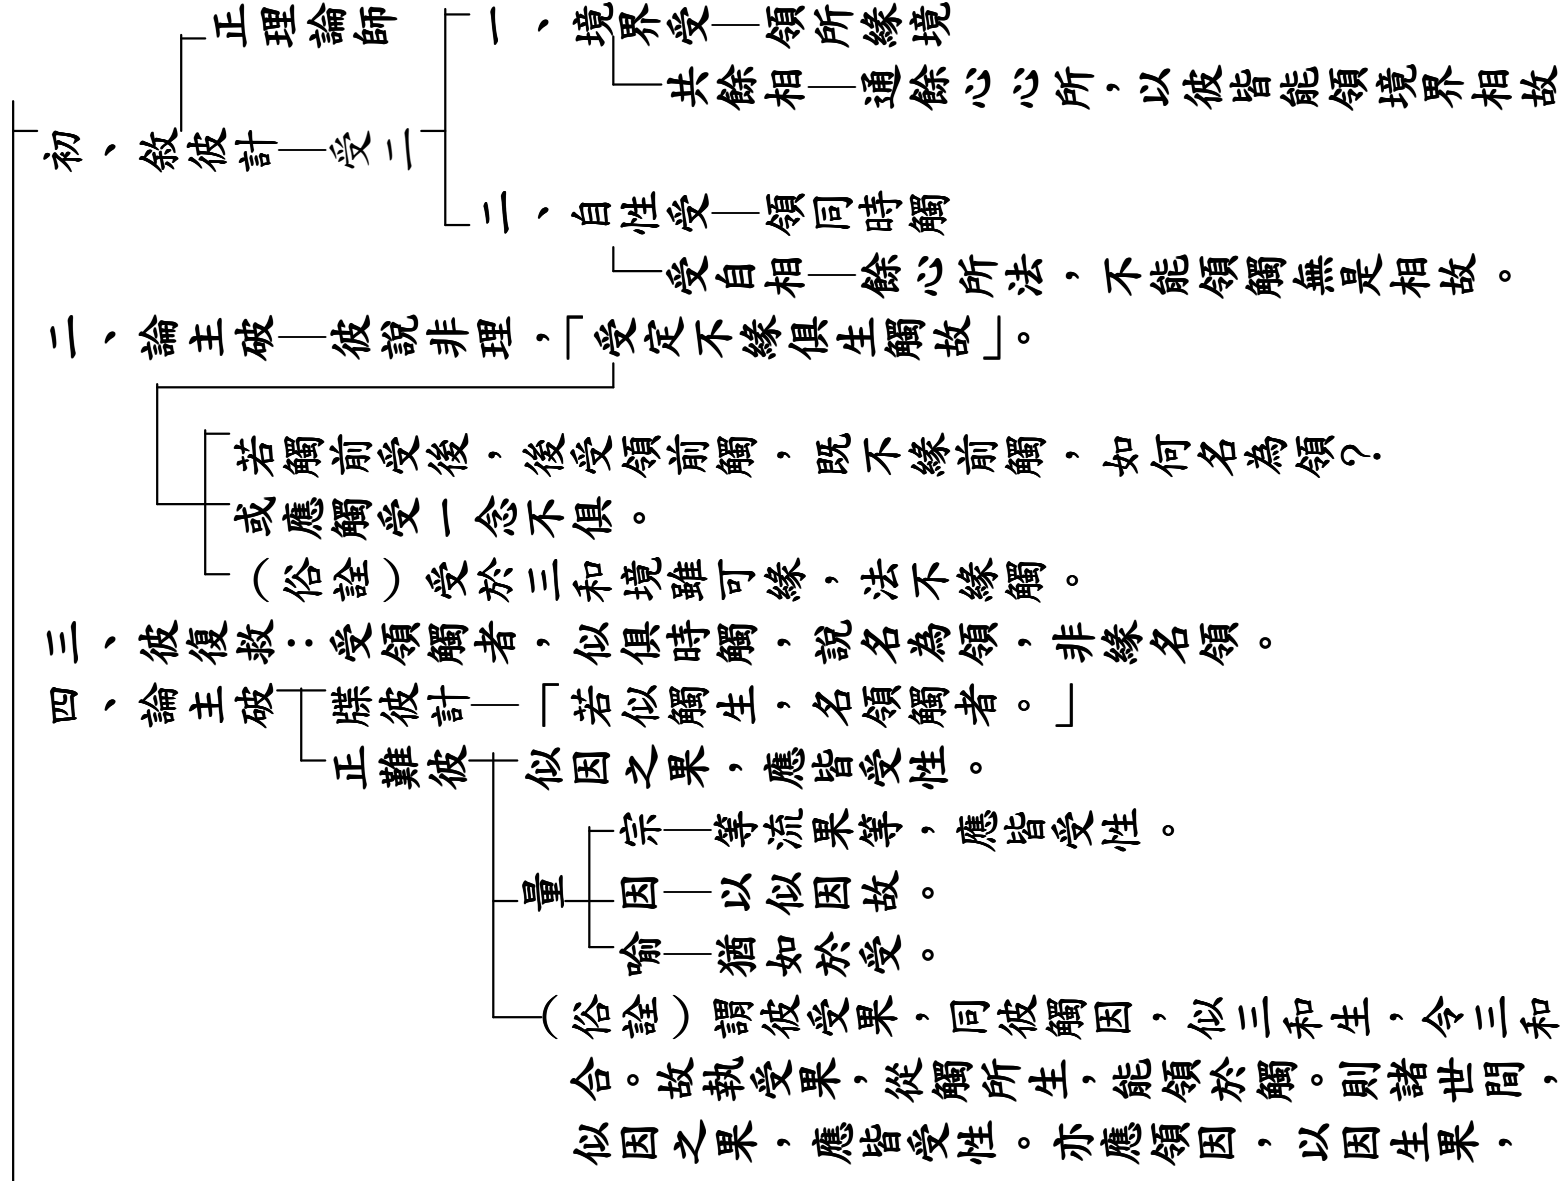 正理論師
一、境界受—領所緣境
共餘相—通餘心心所，以彼皆能領境界相故
初、敘彼計—受二
二、自性受—領同時觸
受自相—餘心所法，不能領觸無是相故。
二、論主破—彼說非理，「受定不緣俱生觸故」。
若觸前受後，後受領前觸，既不緣前觸，如何名為領？
或應觸受一念不俱。
（俗詮）受於三和境雖可緣，法不緣觸。
三、彼復救：受領觸者，似俱時觸，說名為領，非緣名領。
四、論主破—牒彼計—「若似觸生，名領觸者。」
正難彼—似因之果，應皆受性。
宗—等流果等，應皆受性。
量—因—以似因故。
喻—猶如於受。
（俗詮）謂彼受果，同彼觸因，似三和生，令三和
合。故執受果，從觸所生，能領於觸。則諸世間，
似因之果，應皆受性。亦應領因，以因生果，